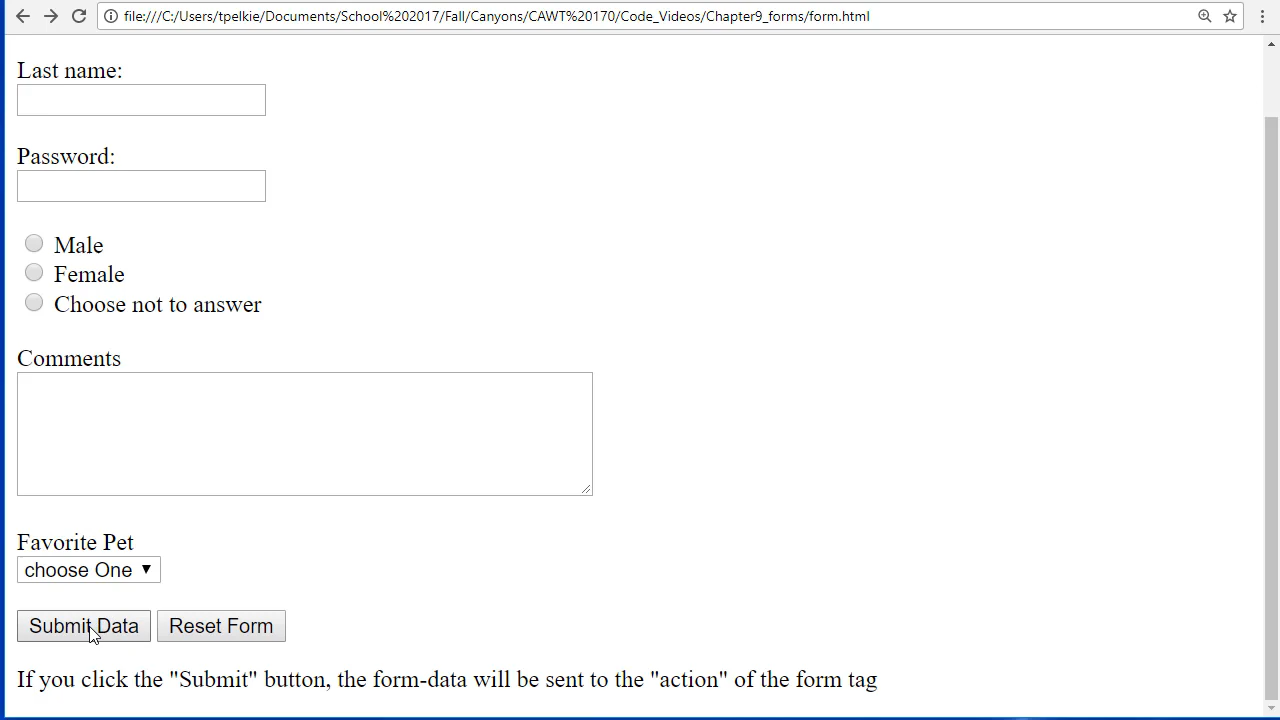 file:///C:/Users/tpelkie/Documents/School%202017/Fall/Canyons/CAWT%20170/Code_Videos/Chapter9_forms/form.html
Last name:
Password:
Male
Female
Choose not to answer
Comments
Favorite Pet
choose One
Submit Data Reset Form
If you click the "Submit" button, the form-data will be sent to the "action" of the form tag